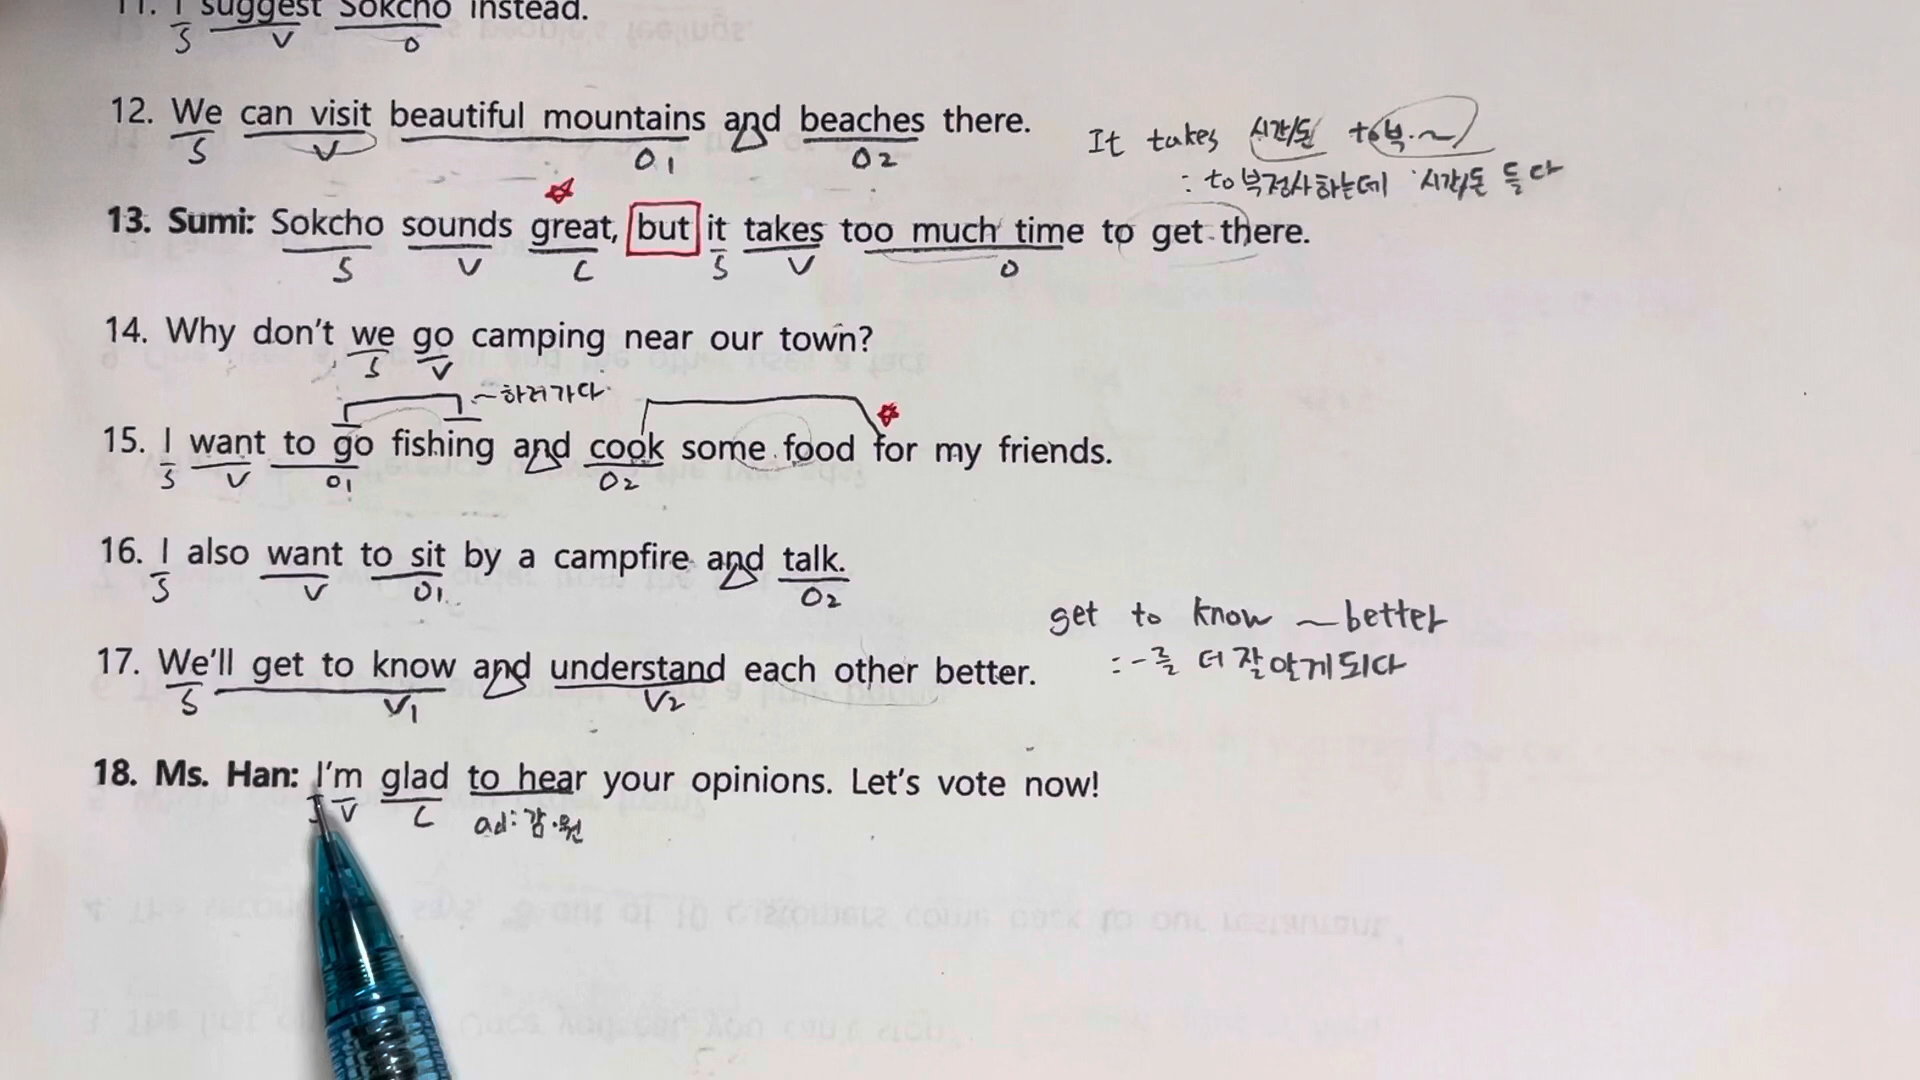 11. I suggest Sokcho instead.
S V O
12. We can visit beautiful mountains and beaches there.
S V O1 O2
It takes 시간/돈 to부.~
: to부정사하는데 시간/돈 들다
13. Sumi: Sokcho sounds great, but it takes too much time to get there.
S V C S V O
14. Why don't we go camping near our town?
S V
~하러가다
15. I want to go fishing and cook some food for my friends.
S V O1 O2
16. I also want to sit by a campfire and talk.
S V O1 O2
get to know ~better
: -를 더 잘 알게되다
17. We'll get to know and understand each other better.
S V1 V2
18. Ms. Han: I'm glad to hear your opinions. Let's vote now!
V C ad: 감·원